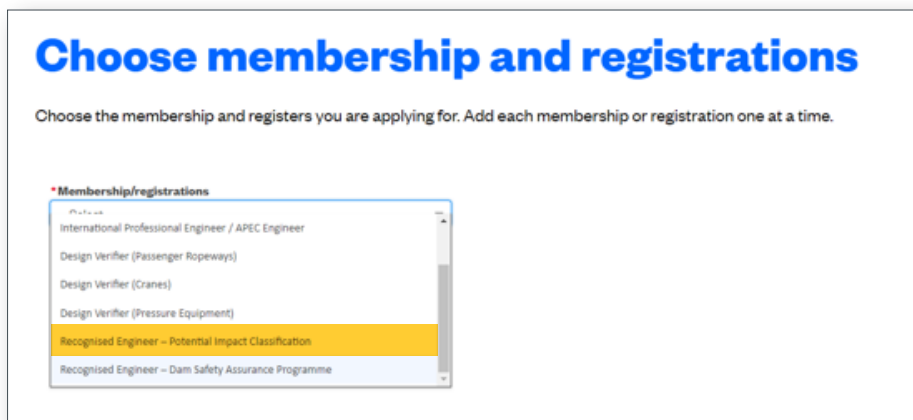 Choose membership and registrations
Choose the membership and registers you are applying for. Add each membership or registration one at a time.
*Membership/registrations
Select
International Professional Engineer / APEC Engineer
Design Verifier (Passenger Ropeways)
Design Verifier (Cranes)
Design Verifier (Pressure Equipment)
Recognised Engineer – Potential Impact Classification
Recognised Engineer – Dam Safety Assurance Programme